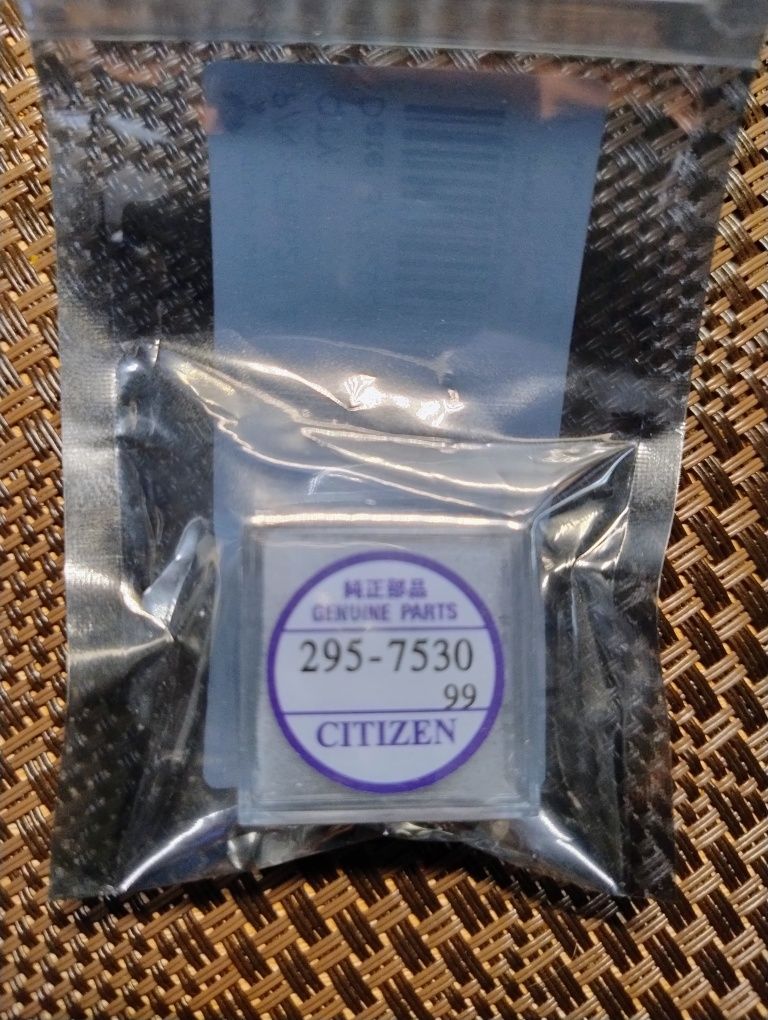 純正部品
GENUINE PARTS
295-7530
99
CITIZEN